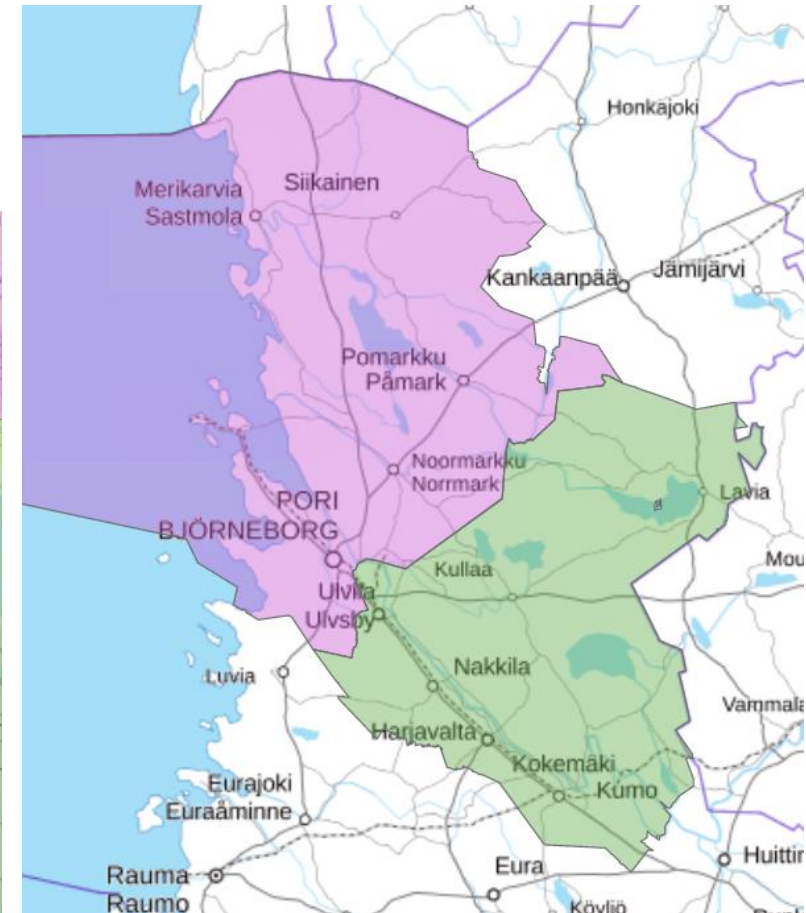 Honkajoki
Merikarvia
Sastmola
Siikainen
Kankaanpää
Jämijärvi
Pomarkku
Påmark
Noormarkku
Norrmark
PORI
BJÖRNEBORG
Lavia
Kullaa
Mou
Ulvila
Ulvsby
Luvia
Nakkila
Vammala
Harjavalta
Kokemäki
Kumo
Eurajoki
Euraåminne
Rauma
Raumo
Eura
Huittin
Köyliö